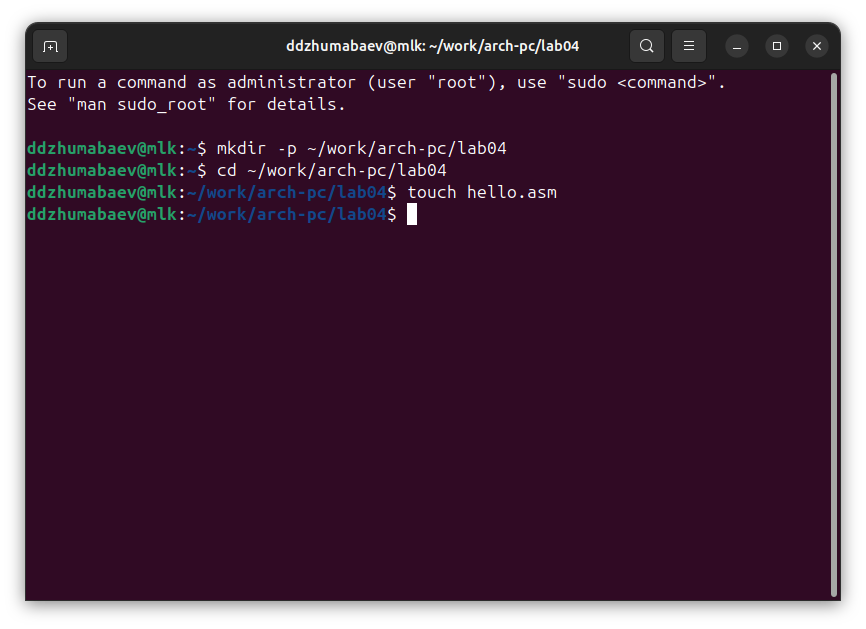 ddzhumabaev@mlk: ~/work/arch-pc/lab04
To run a command as administrator (user "root"), use "sudo <command>".
See "man sudo_root" for details.
ddzhumabaev@mlk:~$ mkdir -p ~/work/arch-pc/lab04
ddzhumabaev@mlk:~$ cd ~/work/arch-pc/lab04
ddzhumabaev@mlk:~/work/arch-pc/lab04$ touch hello.asm
ddzhumabaev@mlk:~/work/arch-pc/lab04$